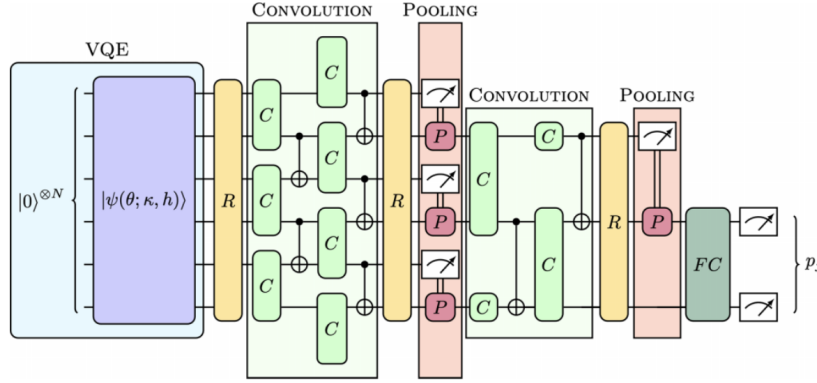 VQE
CONVOLUTION
POOLING
CONVOLUTION
POOLING
|0⟩^{⊗N}
|ψ(θ; κ, h)⟩
R
C
C
C
C
C
C
C
R
P
P
P
C
C
C
C
R
P
FC
p